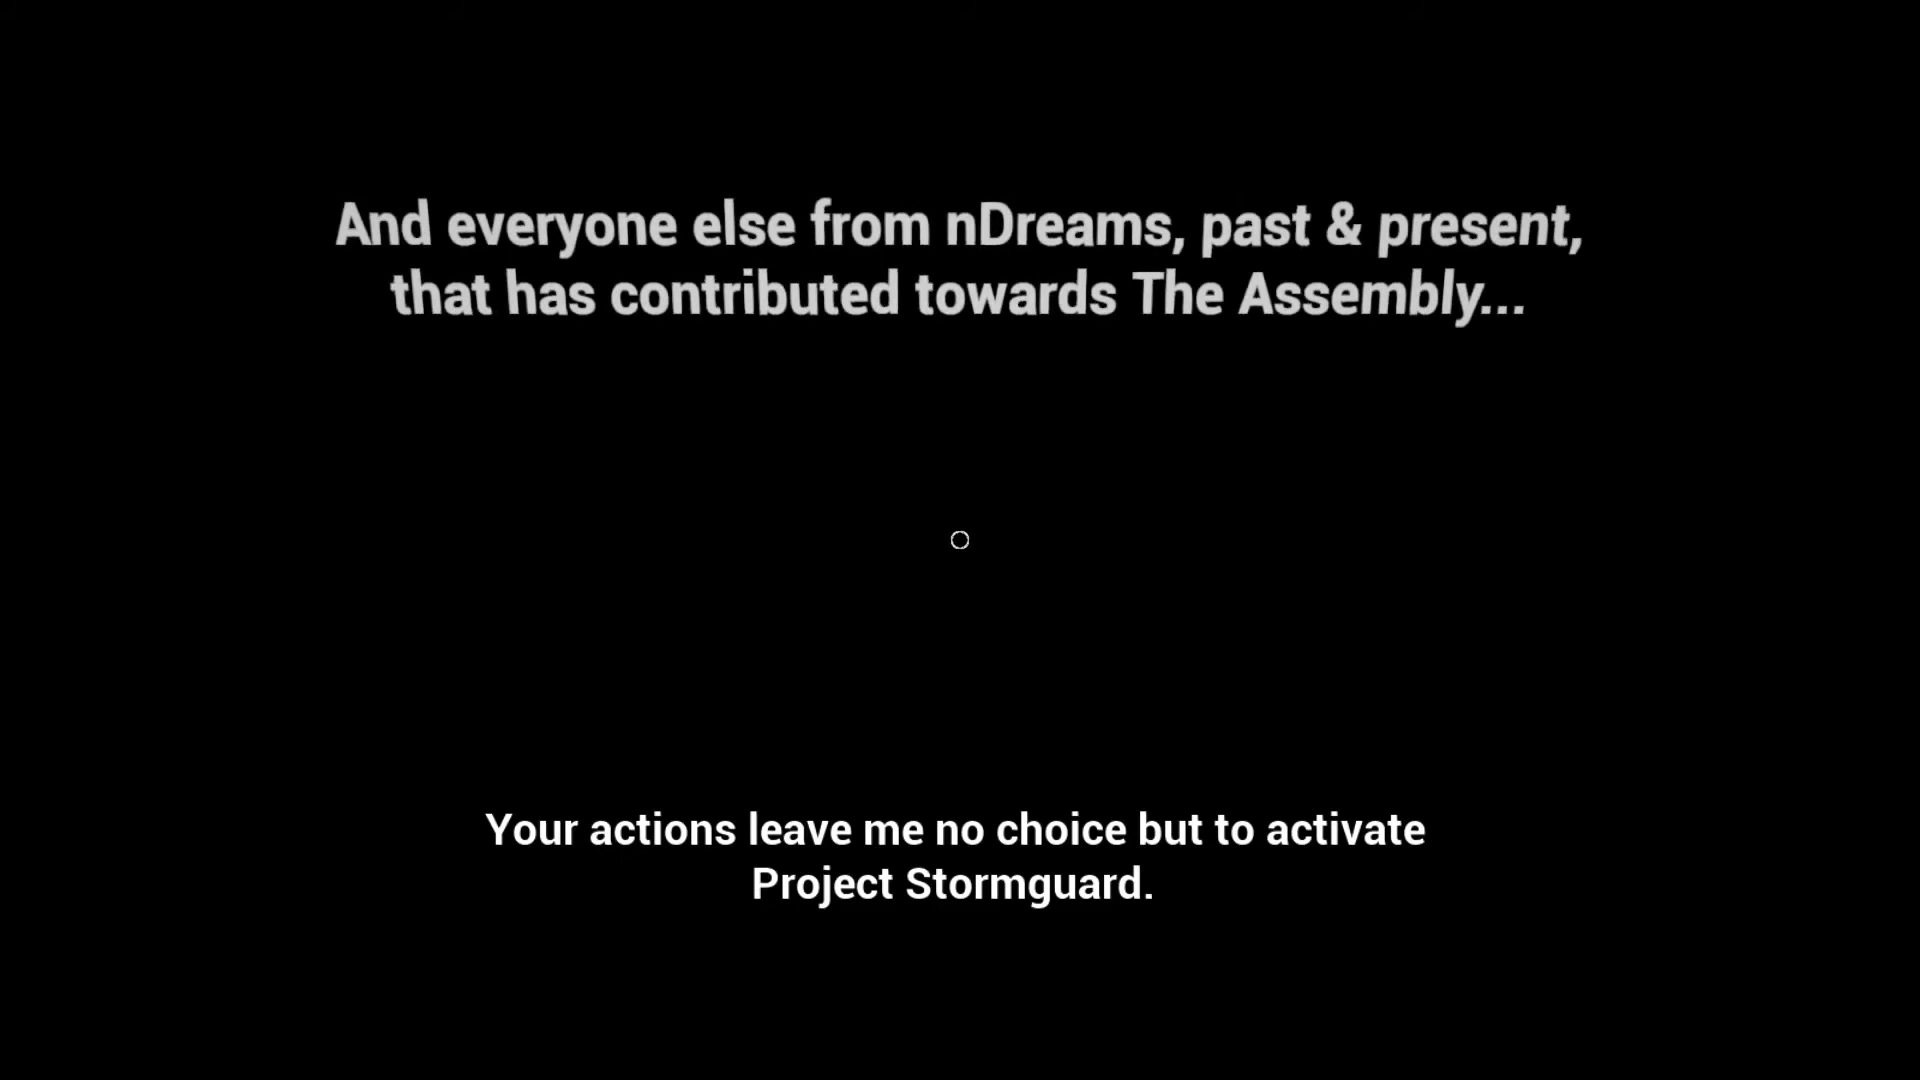 And everyone else from nDreams, past & present,
that has contributed towards The Assembly...
Your actions leave me no choice but to activate
Project Stormguard.